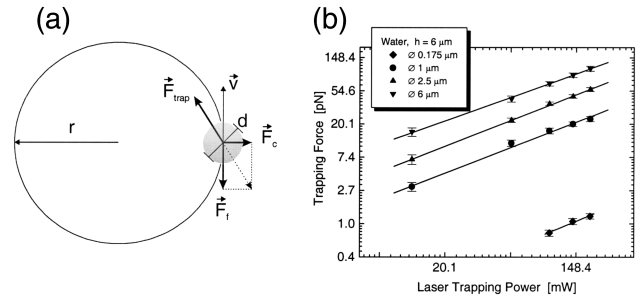 (a)
(b)
F trap
v
d
F c
r
F f
Trapping Force [pN]
148.4
54.6
20.1
7.4
2.7
1.0
0.4
Water, h = 6 μm
Ø 0.175 μm
Ø 1 μm
Ø 2.5 μm
Ø 6 μm
20.1
148.4
Laser Trapping Power [mW]